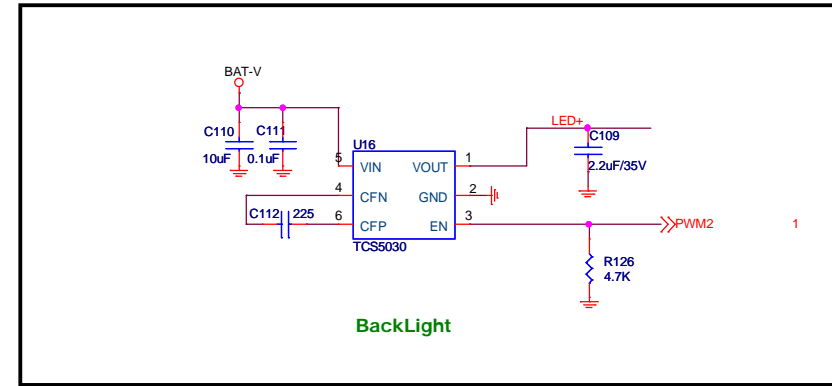 BAT-V
C110
10uF
C111
0.1uF
U16
5 VIN
VOUT 1
4 CFN
GND 2
6 CFP
EN 3
TCS5030
C112 225
LED+
C109
2.2uF/35V
PWM2 1
R126
4.7K
BackLight